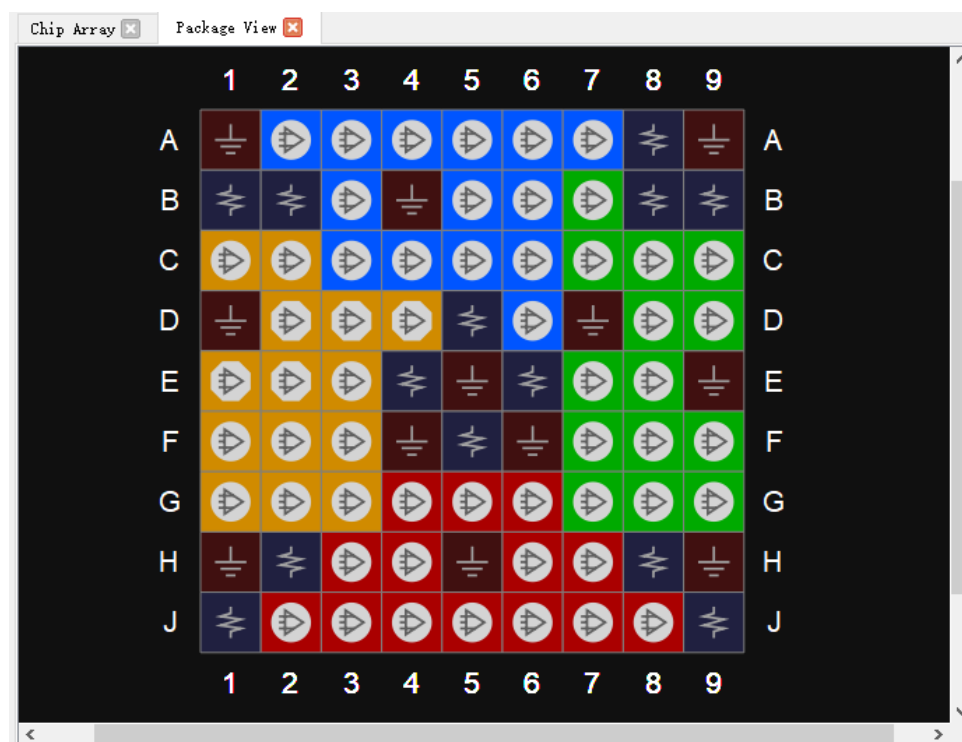 Chip Array Package View
1 2 3 4 5 6 7 8 9
A A
B B
C C
D D
E E
F F
G G
H H
J J
1 2 3 4 5 6 7 8 9